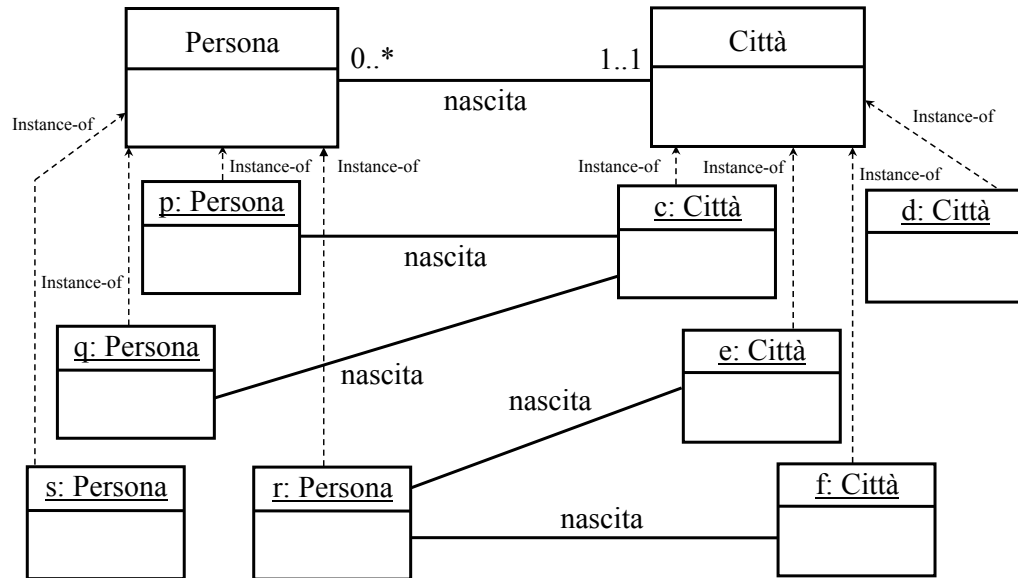 Persona
Città
0..*
1..1
nascita
Instance-of
Instance-of
Instance-of
Instance-of
Instance-of
Instance-of
Instance-of
Instance-of
p: Persona
c: Città
d: Città
nascita
q: Persona
e: Città
nascita
nascita
s: Persona
r: Persona
f: Città
nascita